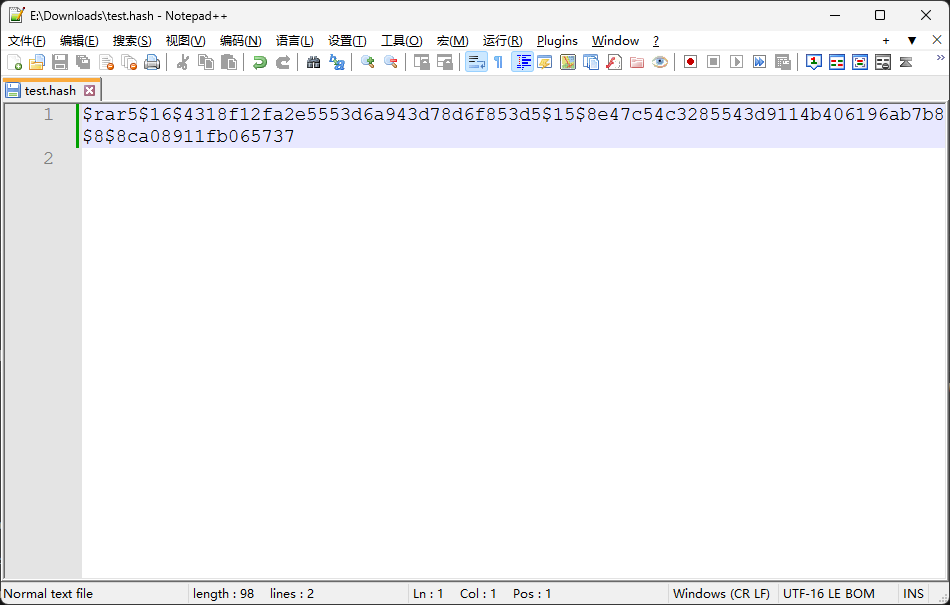 E:\Downloads\test.hash - Notepad++
文件(F) 编辑(E) 搜索(S) 视图(V) 编码(N) 语言(L) 设置(T) 工具(O) 宏(M) 运行(R) Plugins Window ? + ▼ ✕
test.hash
1 $rar5$16$4318f12fa2e5553d6a943d78d6f853d5$15$8e47c54c3285543d9114b406196ab7b8
$8$8ca08911fb065737
2
Normal text file length : 98 lines : 2 Ln : 1 Col : 1 Pos : 1 Windows (CR LF) UTF-16 LE BOM INS